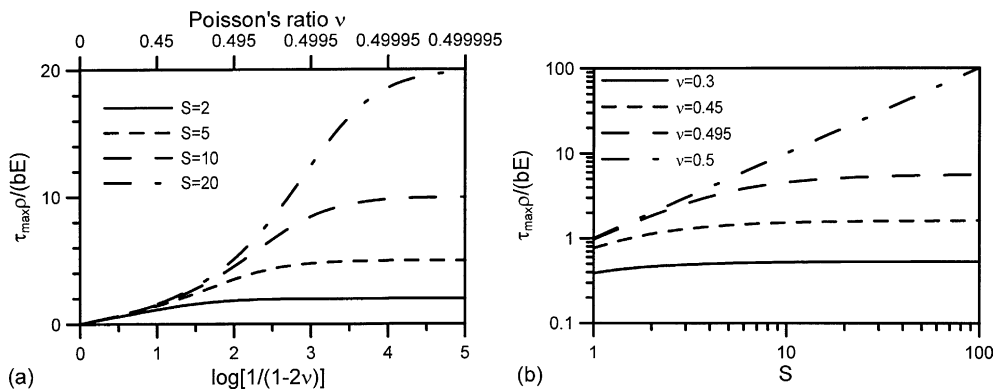 Poisson's ratio ν
0 0.45 0.495 0.4995 0.49995 0.499995
20
10
0
τmaxρ/(bE)
S=2
S=5
S=10
S=20
0 1 2 3 4 5
log[1/(1-2ν)]
(a)
100
10
1
0.1
τmaxρ/(bE)
ν=0.3
ν=0.45
ν=0.495
ν=0.5
1 10 100
S
(b)